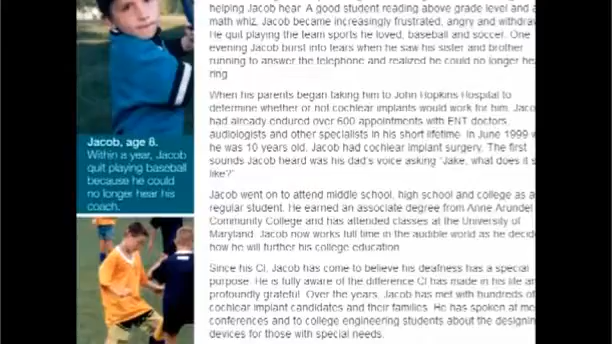 helping Jacob hear. A good student reading above grade level and a
math whiz, Jacob became increasingly frustrated, angry and withdraw
He quit playing the team sports he loved, baseball and soccer. One
evening Jacob burst into tears when he saw his sister and brother
running to answer the telephone and realized he could no longer he
ring
When his parents began taking him to John Hopkins Hospital to
determine whether or not cochlear implants would work for him, Jaco
had already endured over 600 appointments with ENT doctors,
audiologists and other specialists in his short lifetime. In June 1999 w
he was 10 years old, Jacob had cochlear implant surgery. The first
sounds Jacob heard was his dad's voice asking "Jake, what does it s
like?"
Jacob went on to attend middle school, high school and college as a
regular student. He earned an associate degree from Anne Arundel
Community College and has attended classes at the University of
Maryland. Jacob now works full time in the audible world as he decid
how he will further his college education.
Since his CI, Jacob has come to believe his deafness has a special
purpose. He is fully aware of the difference CI has made in his life an
profoundly grateful. Over the years, Jacob has met with hundreds of
cochlear implant candidates and their families. He has spoken at me
conferences and to college engineering students about the designin
devices for those with special needs.
Jacob, age 8.
Within a year, Jacob
quit playing baseball
because he could
no longer hear his
coach.